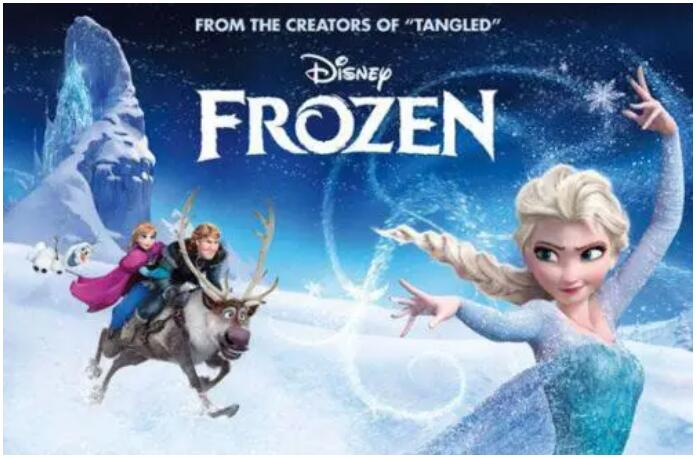 FROM THE CREATORS OF “TANGLED”
DISNEY
FROZEN